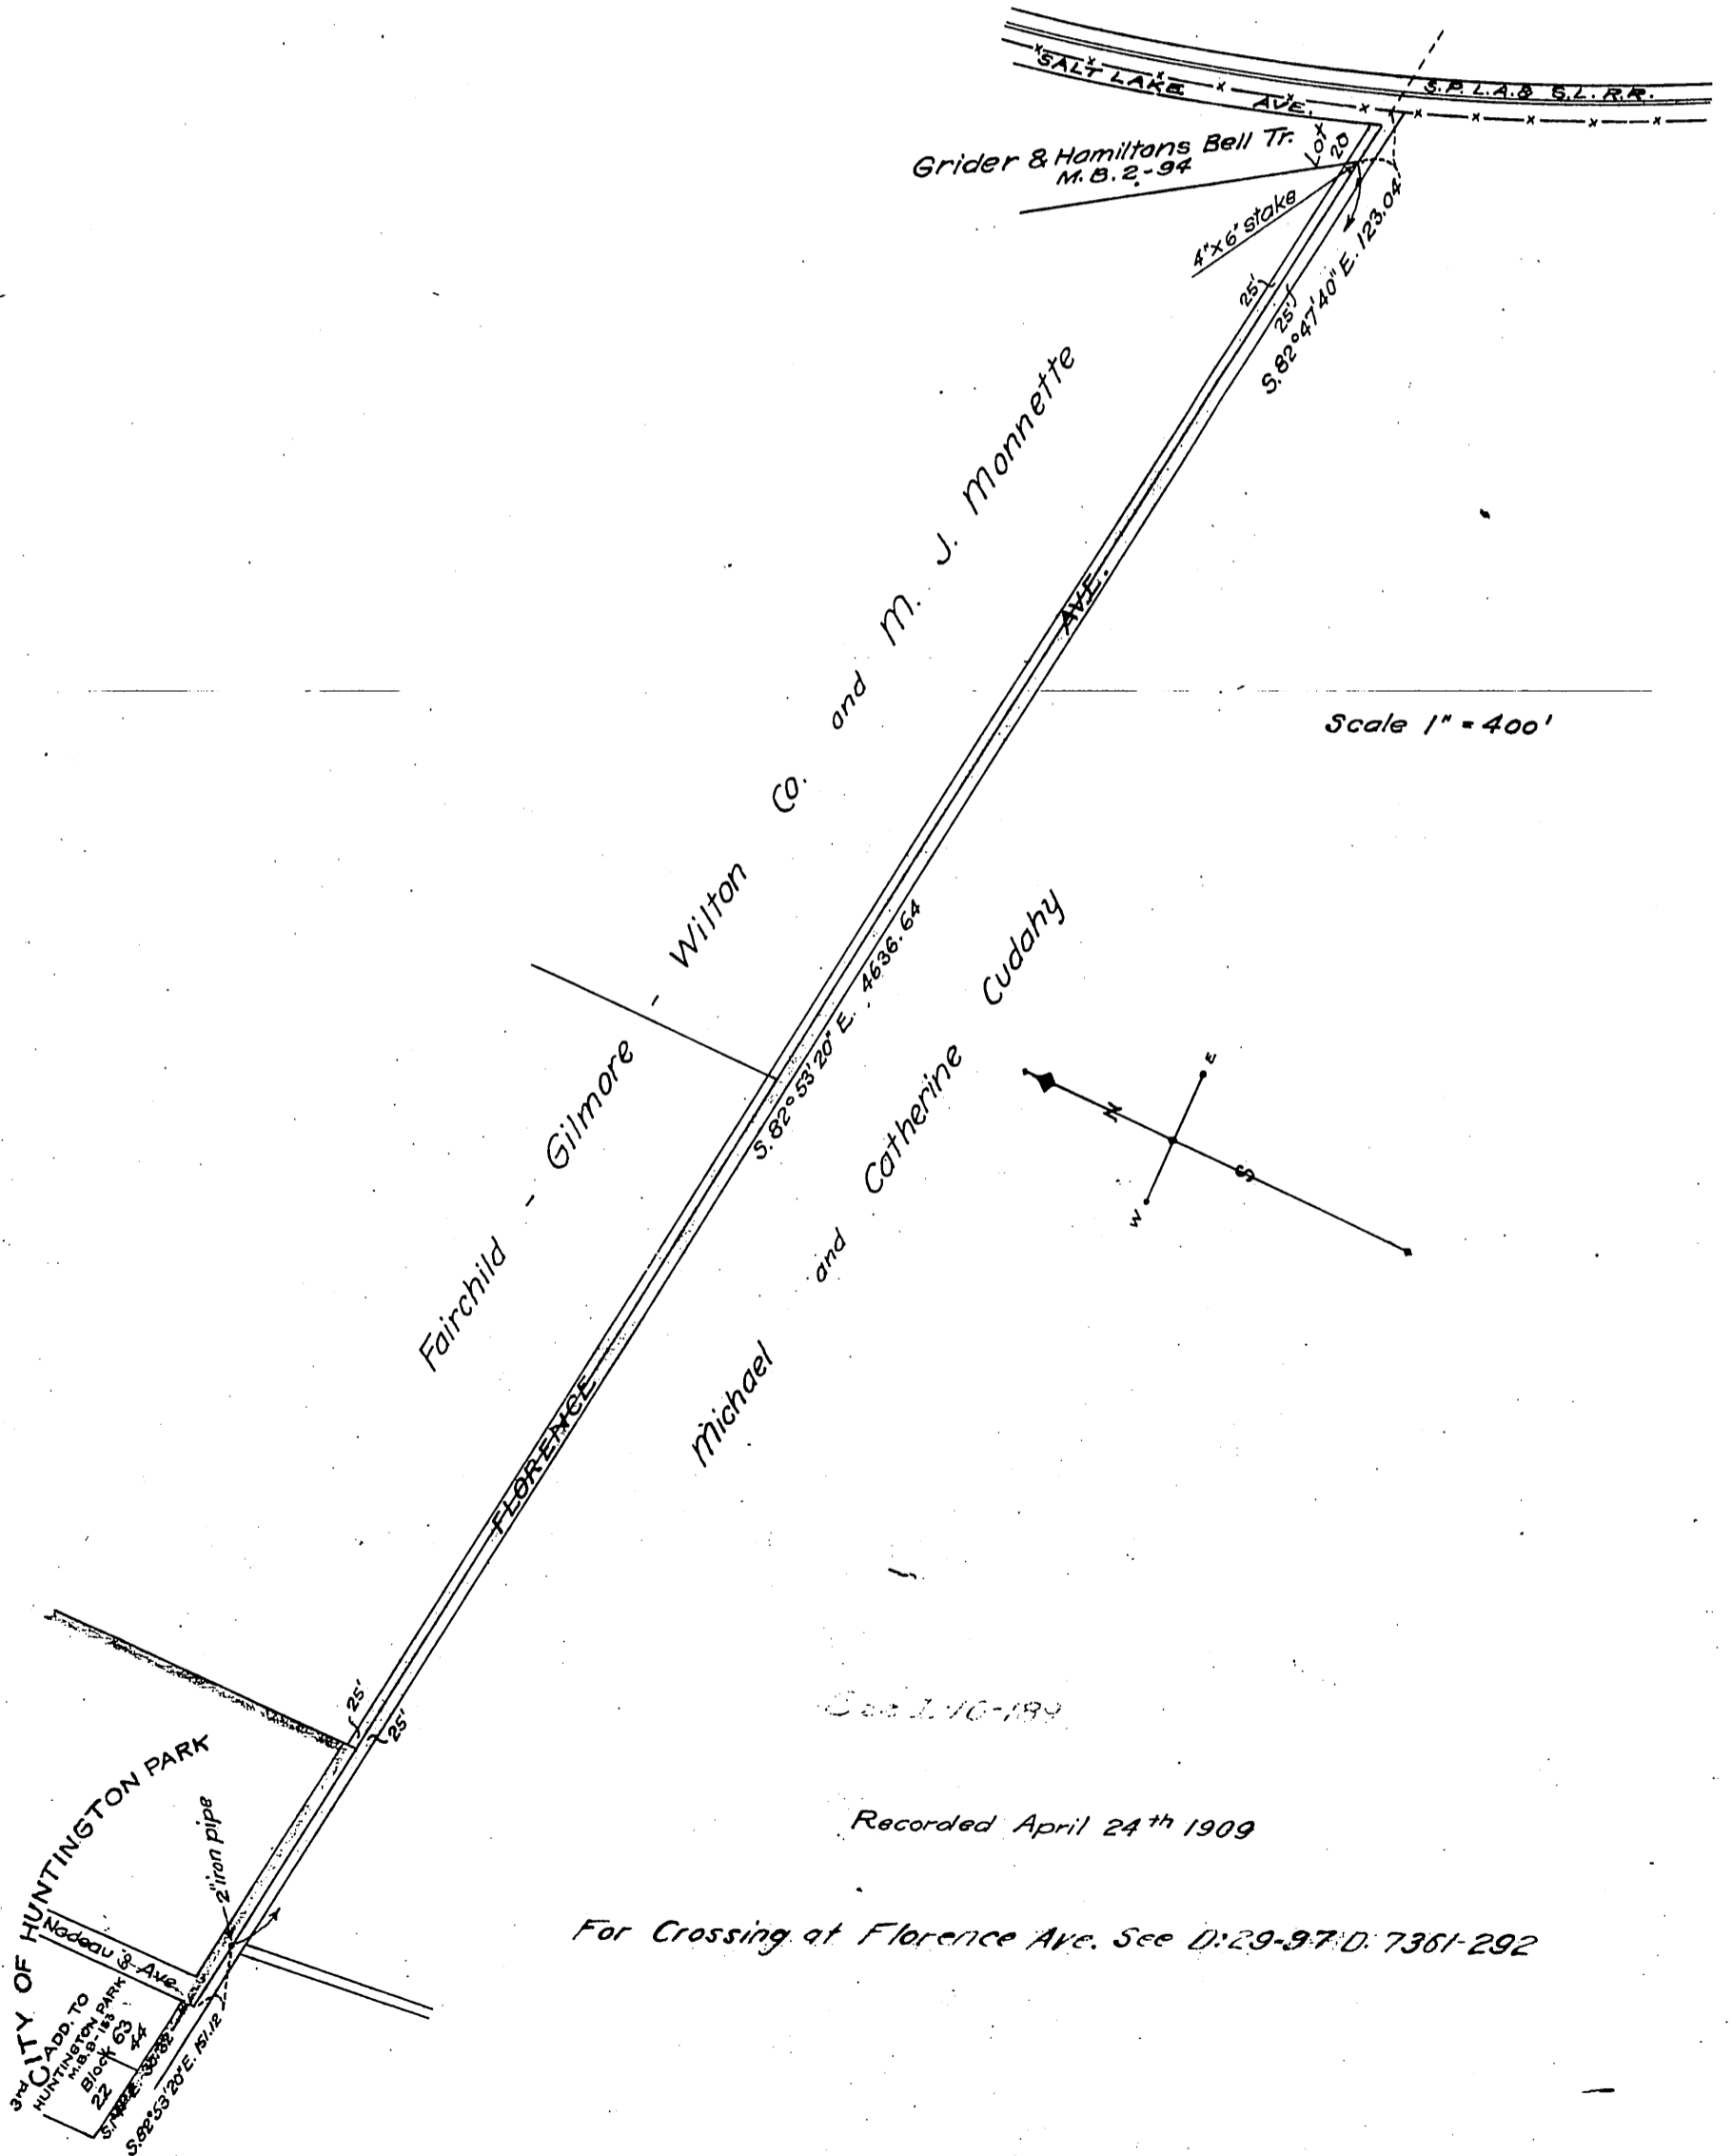 S.P. L.A. & S.L. R.R.
SALT LAKE AVE.
Grider & Hamiltons Bell Tr.
M.B. 2-94
Lot
20
4"x6" stake
25'
25'
S.82°47'40"E. 123.04'
and M. J. Monnette
AVE.
Scale 1" = 400'
Fairchild - Gilmore - Wilton Co.
S.82°53'20"E., 4636.64
Michael and Catherine Cudahy
N
E
S
W
FLORENCE
25'
25'
Recorded April 24th 1909
CITY OF HUNTINGTON PARK
2" iron pipe
For Crossing at Florence Ave. See D:29-97 D: 7361-292
Nadeau Ave.
60
3rd ADD. TO
HUNTINGTON PARK
Block 63
22
44
S.82°53'20"E. 151.12